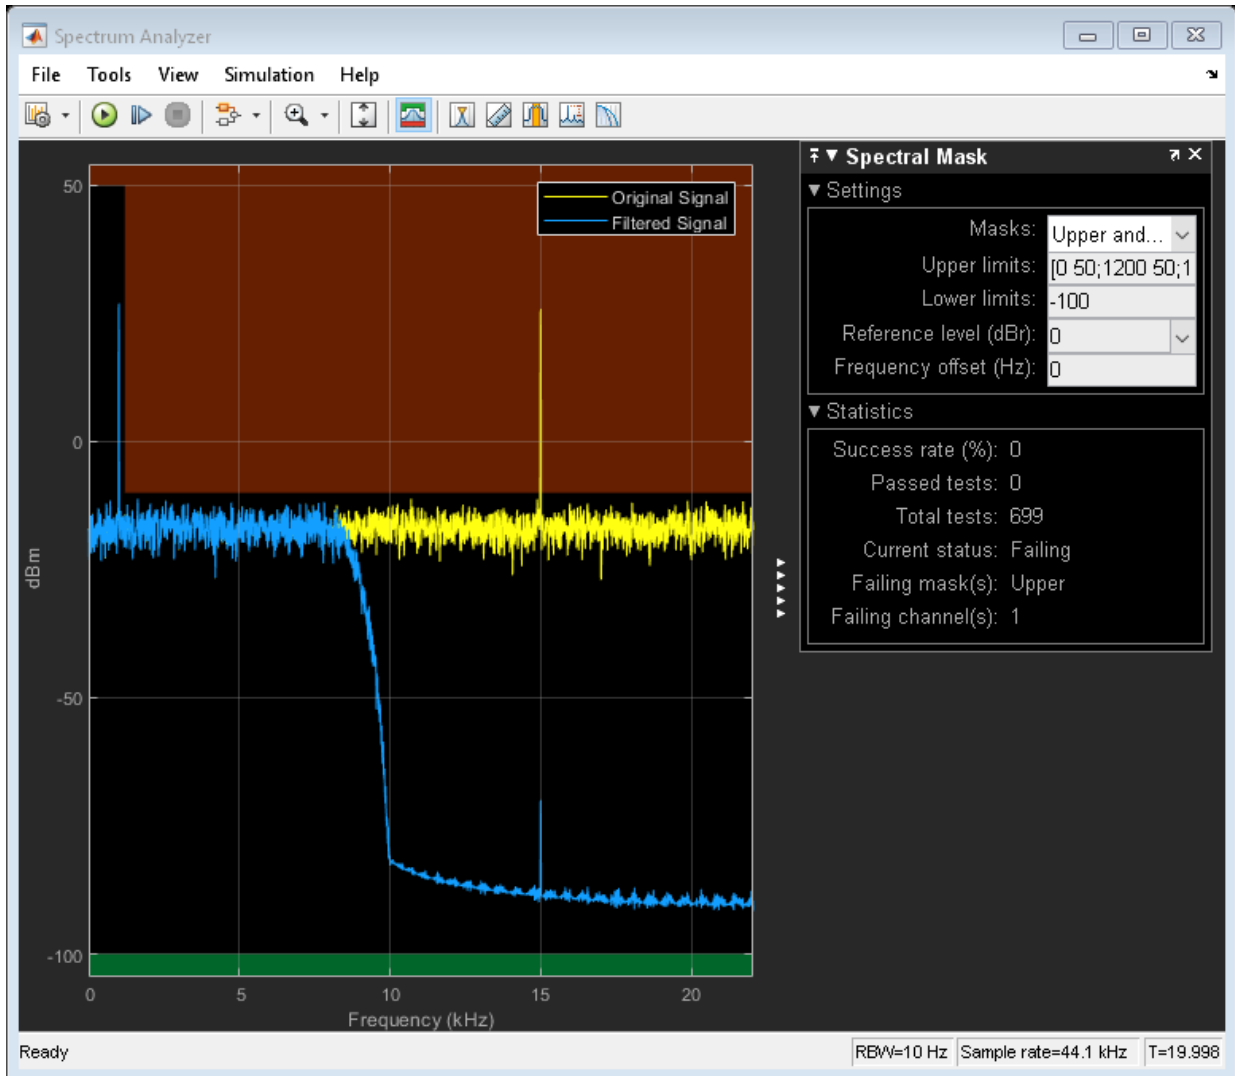 Spectrum Analyzer
File Tools View Simulation Help
Original Signal
Filtered Signal
50
0
-50
-100
dBm
0 5 10 15 20
Frequency (kHz)
Spectral Mask
Settings
Masks: Upper and...
Upper limits: [0 50;1200 50;1
Lower limits: -100
Reference level (dBr): 0
Frequency offset (Hz): 0
Statistics
Success rate (%): 0
Passed tests: 0
Total tests: 699
Current status: Failing
Failing mask(s): Upper
Failing channel(s): 1
Ready RBW=10 Hz Sample rate=44.1 kHz T=19.998